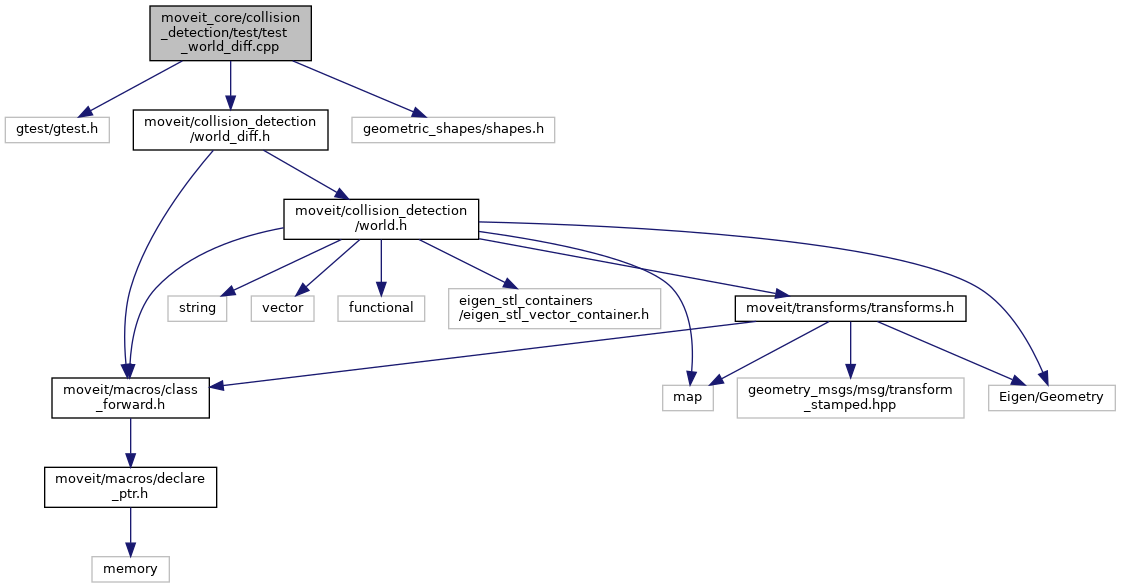 moveit_core/collision
_detection/test/test
_world_diff.cpp
gtest/gtest.h
moveit/collision_detection
/world_diff.h
geometric_shapes/shapes.h
moveit/collision_detection
/world.h
string
vector
functional
eigen_stl_containers
/eigen_stl_vector_container.h
moveit/transforms/transforms.h
moveit/macros/class
_forward.h
map
geometry_msgs/msg/transform
_stamped.hpp
Eigen/Geometry
moveit/macros/declare
_ptr.h
memory